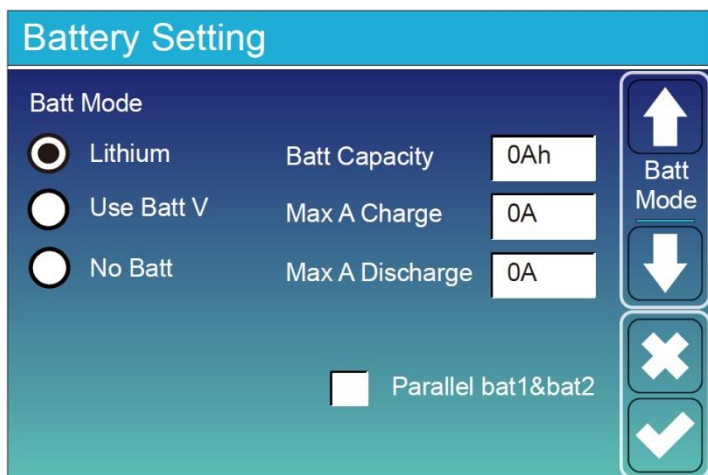 Battery Setting
Batt Mode
Lithium
Use Batt V
No Batt
Batt Capacity 0Ah
Max A Charge 0A
Max A Discharge 0A
Parallel bat1&bat2
Batt
Mode